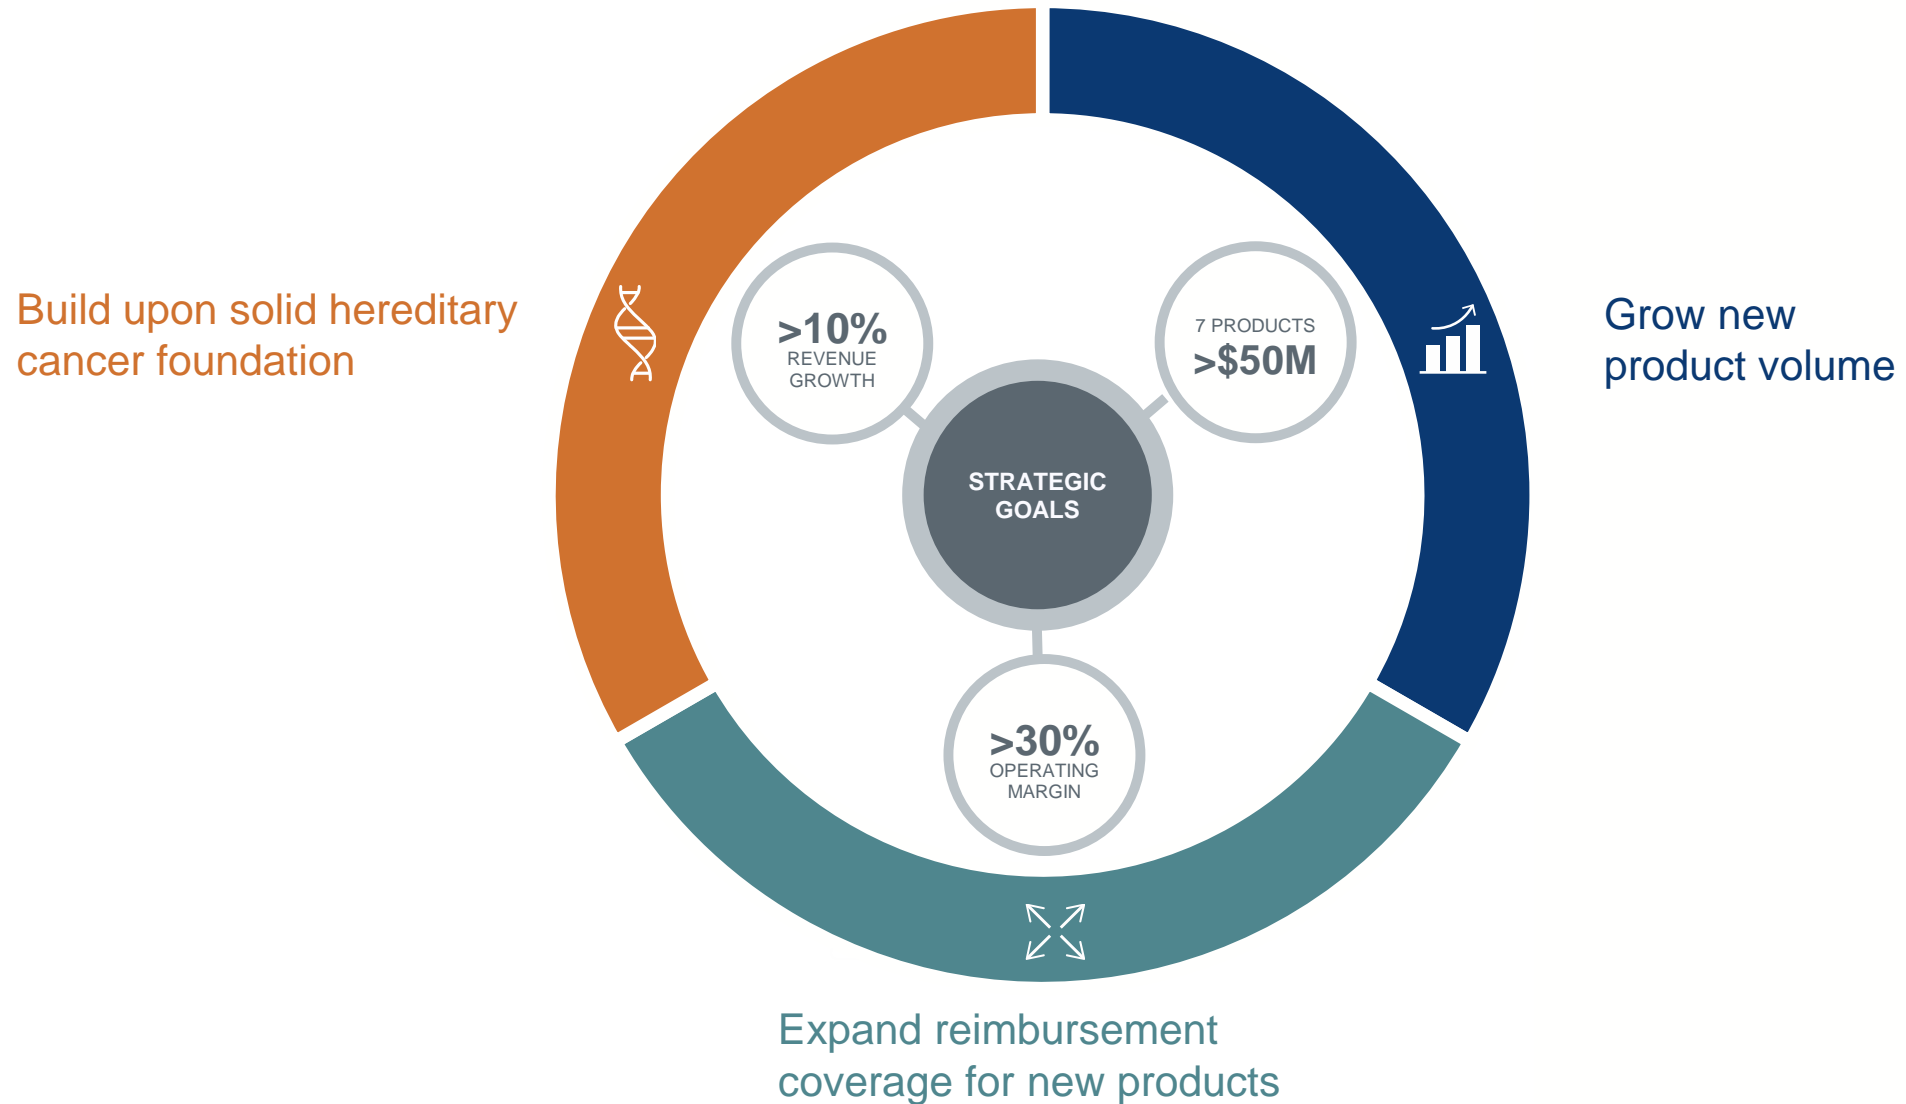 Build upon solid hereditary
cancer foundation
>10%
REVENUE
GROWTH
7 PRODUCTS
>$50M
Grow new
product volume
STRATEGIC
GOALS
>30%
OPERATING
MARGIN
Expand reimbursement
coverage for new products